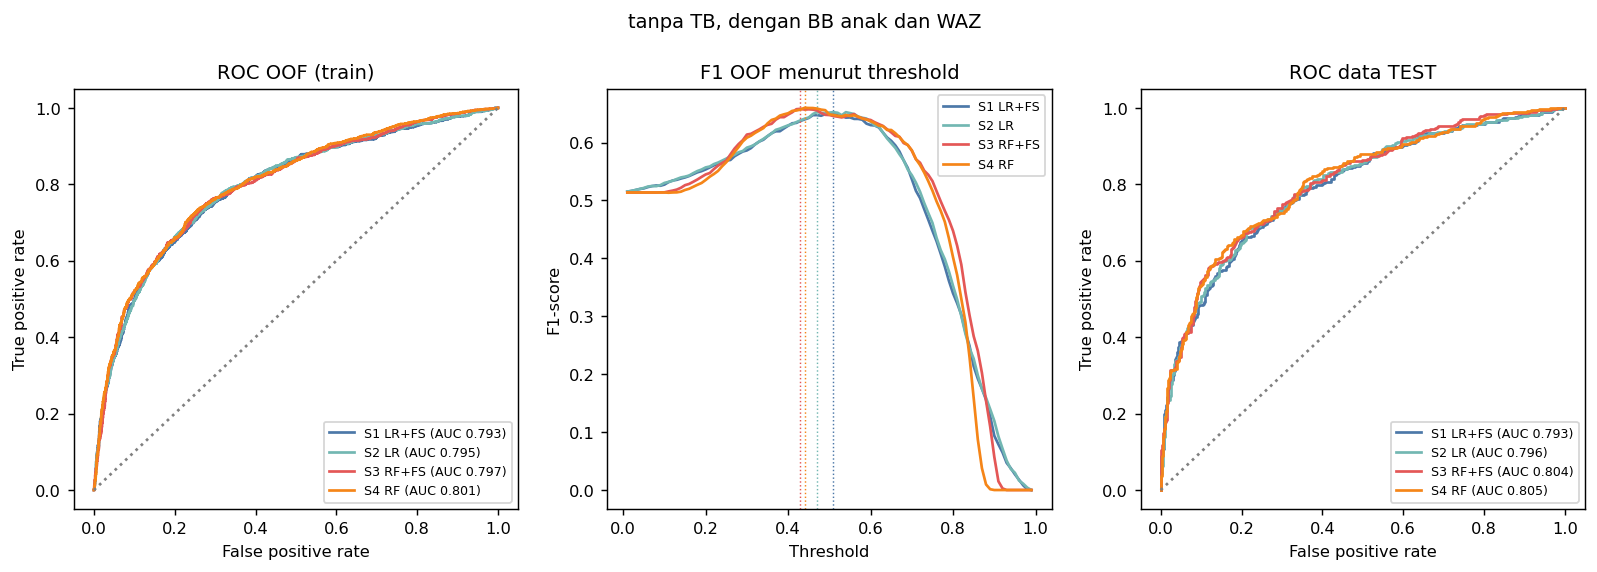 tanpa TB, dengan BB anak dan WAZ
ROC OOF (train)
True positive rate
1.0
0.8
0.6
0.4
0.2
0.0
S1 LR+FS (AUC 0.793)
S2 LR (AUC 0.795)
S3 RF+FS (AUC 0.797)
S4 RF (AUC 0.801)
0.0 0.2 0.4 0.6 0.8 1.0
False positive rate
F1 OOF menurut threshold
F1-score
0.6
0.5
0.4
0.3
0.2
0.1
0.0
S1 LR+FS
S2 LR
S3 RF+FS
S4 RF
0.0 0.2 0.4 0.6 0.8 1.0
Threshold
ROC data TEST
True positive rate
1.0
0.8
0.6
0.4
0.2
0.0
S1 LR+FS (AUC 0.793)
S2 LR (AUC 0.796)
S3 RF+FS (AUC 0.804)
S4 RF (AUC 0.805)
0.0 0.2 0.4 0.6 0.8 1.0
False positive rate